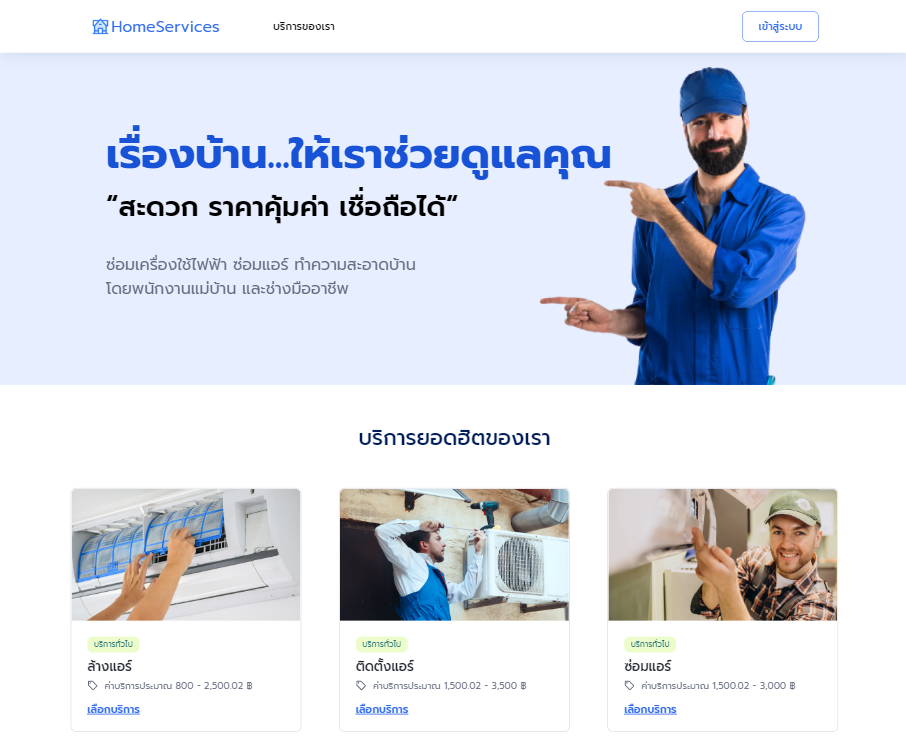 HomeServices
บริการของเรา
เข้าสู่ระบบ
เรื่องบ้าน...ให้เราช่วยดูแลคุณ
“สะดวก ราคาคุ้มค่า เชื่อถือได้“
ซ่อมเครื่องใช้ไฟฟ้า ซ่อมแอร์ ทำความสะอาดบ้าน
โดยพนักงานแม่บ้าน และช่างมืออาชีพ
บริการยอดฮิตของเรา
บริการทั่วไป
ล้างแอร์
ค่าบริการประมาณ 800 - 2,500.02 ฿
เลือกบริการ
บริการทั่วไป
ติดตั้งแอร์
ค่าบริการประมาณ 1,500.02 - 3,500 ฿
เลือกบริการ
บริการทั่วไป
ซ่อมแอร์
ค่าบริการประมาณ 1,500.02 - 3,000 ฿
เลือกบริการ